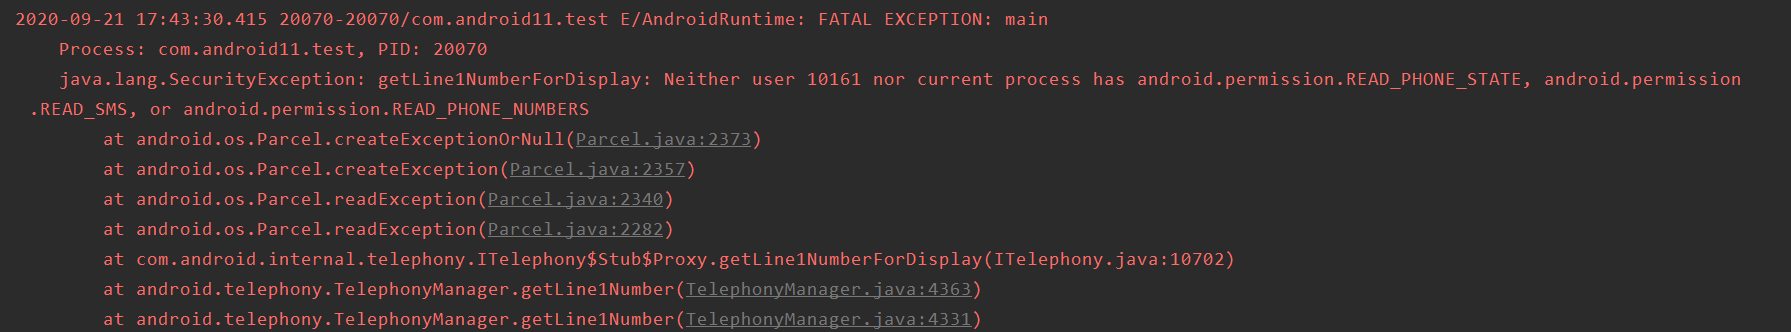 2020-09-21 17:43:30.415 20070-20070/com.android11.test E/AndroidRuntime: FATAL EXCEPTION: main
Process: com.android11.test, PID: 20070
java.lang.SecurityException: getLine1NumberForDisplay: Neither user 10161 nor current process has android.permission.READ_PHONE_STATE, android.permission
.READ_SMS, or android.permission.READ_PHONE_NUMBERS
at android.os.Parcel.createExceptionOrNull(Parcel.java:2373)
at android.os.Parcel.createException(Parcel.java:2357)
at android.os.Parcel.readException(Parcel.java:2340)
at android.os.Parcel.readException(Parcel.java:2282)
at com.android.internal.telephony.ITelephony$Stub$Proxy.getLine1NumberForDisplay(ITelephony.java:10702)
at android.telephony.TelephonyManager.getLine1Number(TelephonyManager.java:4363)
at android.telephony.TelephonyManager.getLine1Number(TelephonyManager.java:4331)